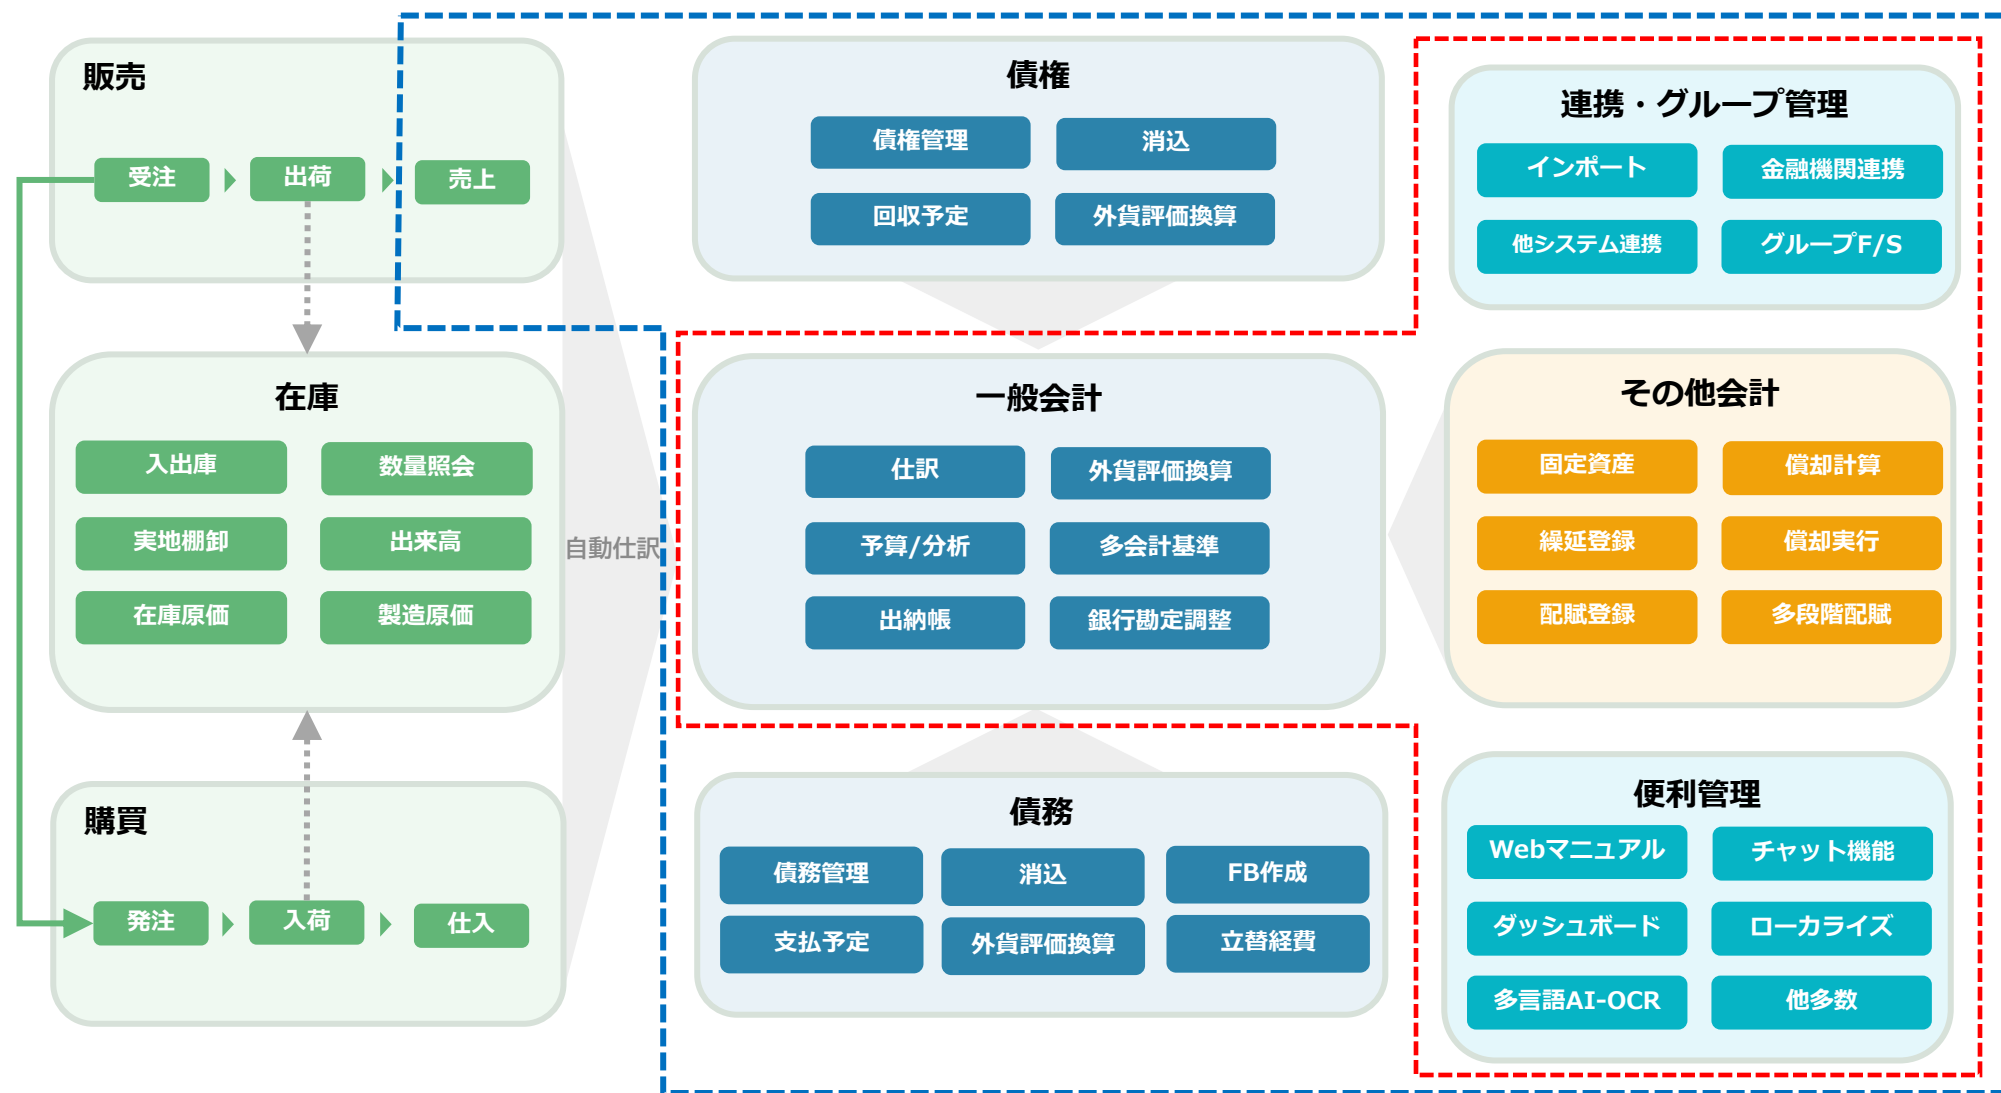 販売
受注
出荷
売上
在庫
入出庫
数量照会
実地棚卸
出来高
在庫原価
製造原価
購買
発注
入荷
仕入
自動仕訳
債権
債権管理
消込
回収予定
外貨評価換算
一般会計
仕訳
外貨評価換算
予算/分析
多会計基準
出納帳
銀行勘定調整
債務
債務管理
消込
FB作成
支払予定
外貨評価換算
立替経費
連携・グループ管理
インポート
金融機関連携
他システム連携
グループF/S
その他会計
固定資産
償却計算
繰延登録
償却実行
配賦登録
多段階配賦
便利管理
Webマニュアル
チャット機能
ダッシュボード
ローカライズ
多言語AI-OCR
他多数